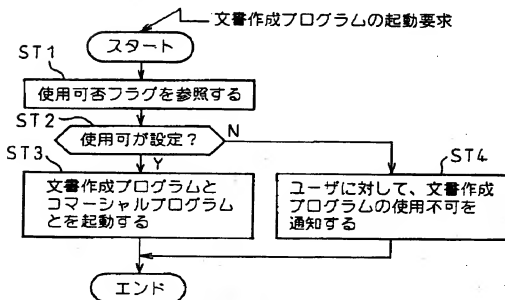 文書作成プログラムの起動要求
スタート
ST1
使用可否フラグを参照する
ST2
使用可が設定?
N
Y
ST3
文書作成プログラムと
コマーシャルプログラム
とを起動する
ST4
ユーザに対して、文書作成
プログラムの使用不可を
通知する
エンド